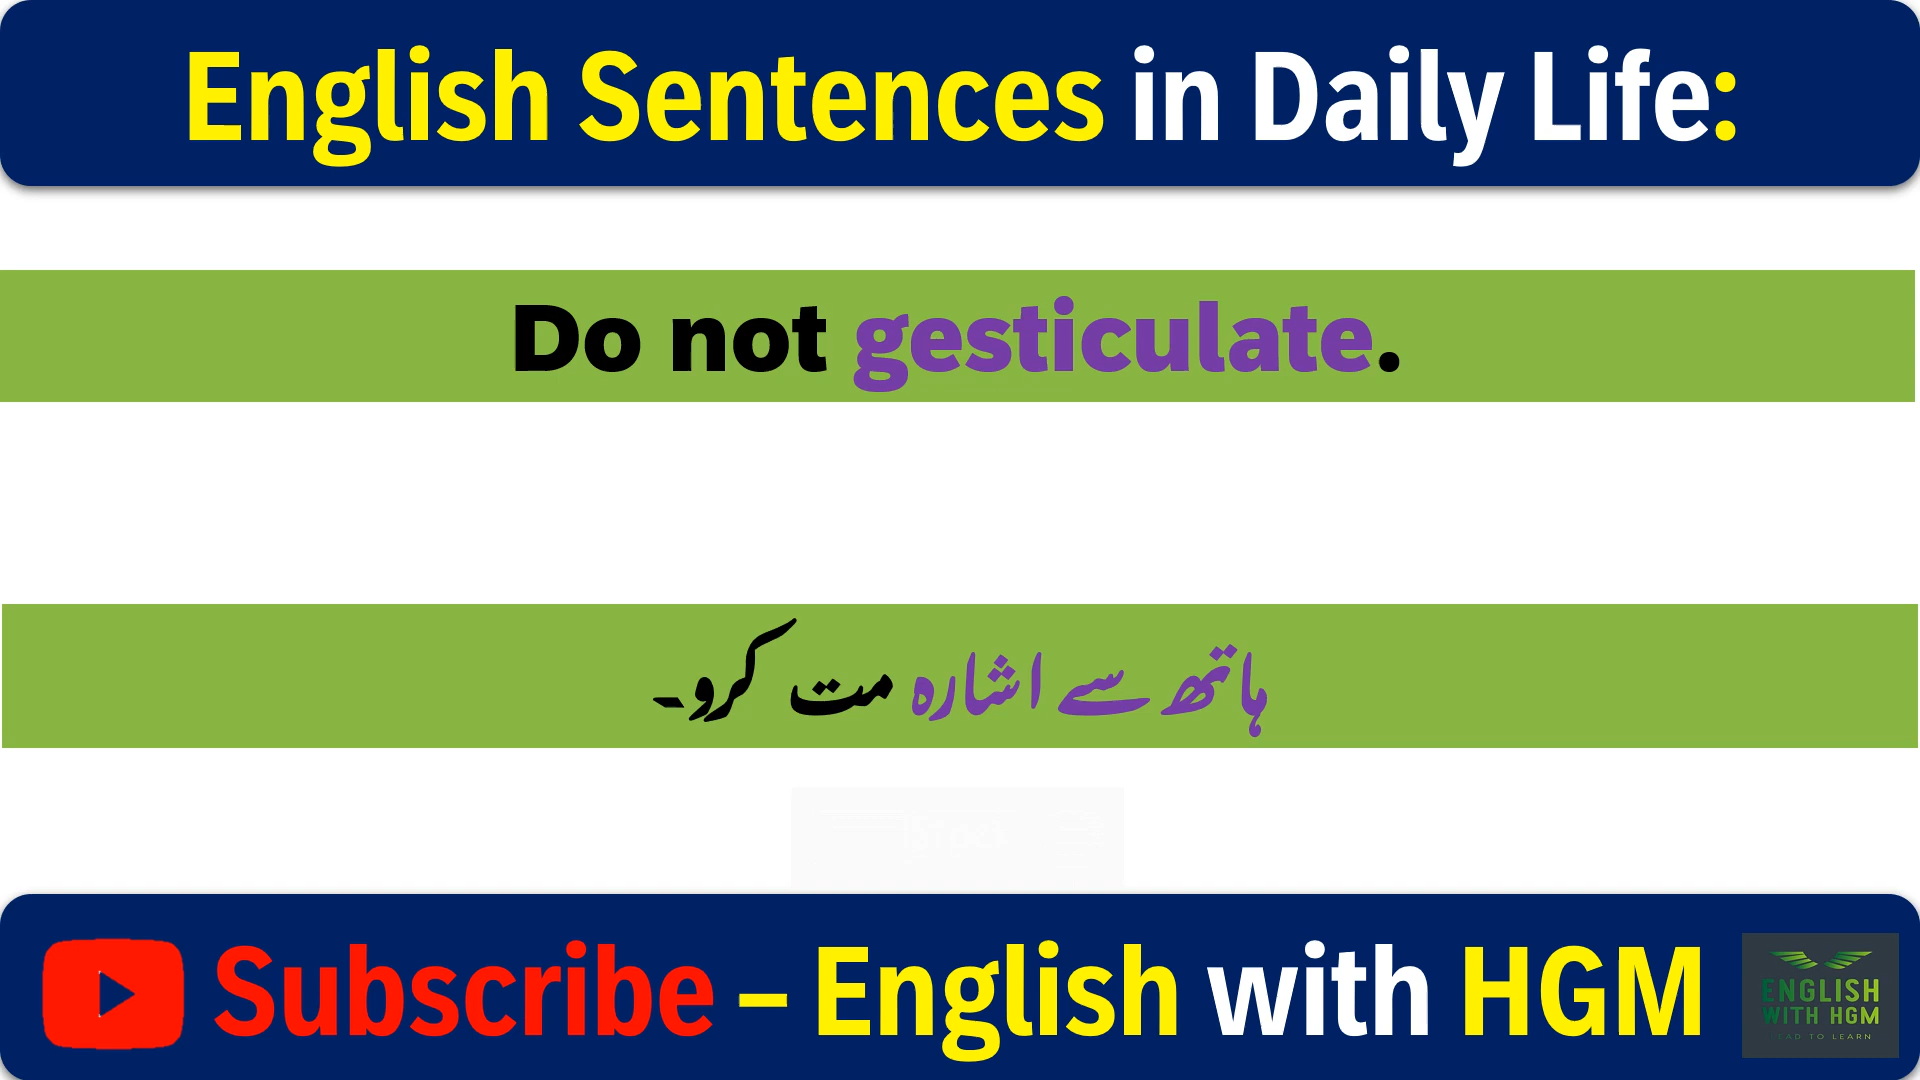 English Sentences in Daily Life:
Do not gesticulate.
ہاتھ سے اشارہ مت کرو۔
Subscribe – English with HGM
ENGLISH
WITH HGM